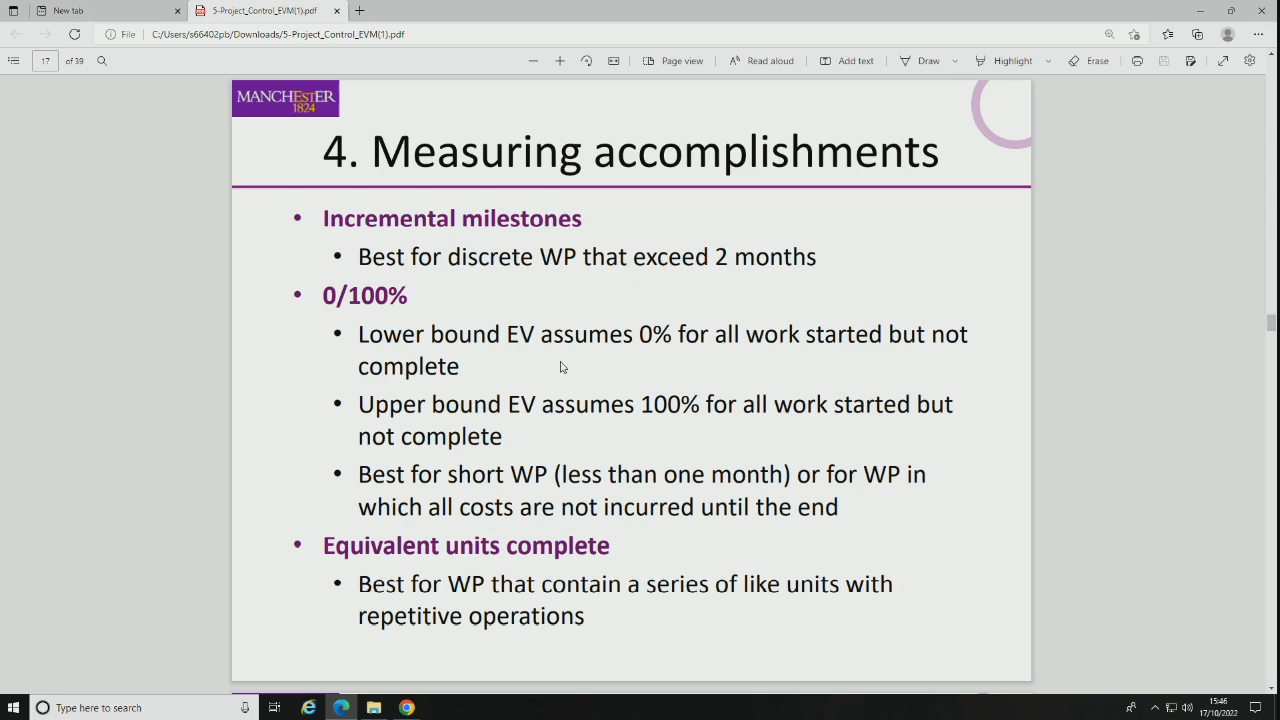 New tab
5-Project_Control_EVM(1).pdf
File
C:/Users/s66402pb/Downloads/5-Project_Control_EVM(1).pdf
17 of 39
Page view
Read aloud
Add text
Draw
Highlight
Erase
MANCHESTER
1824
4. Measuring accomplishments
• Incremental milestones
• Best for discrete WP that exceed 2 months
• 0/100%
• Lower bound EV assumes 0% for all work started but not
complete
• Upper bound EV assumes 100% for all work started but
not complete
• Best for short WP (less than one month) or for WP in
which all costs are not incurred until the end
• Equivalent units complete
• Best for WP that contain a series of like units with
repetitive operations
Type here to search
15:46
17/10/2022